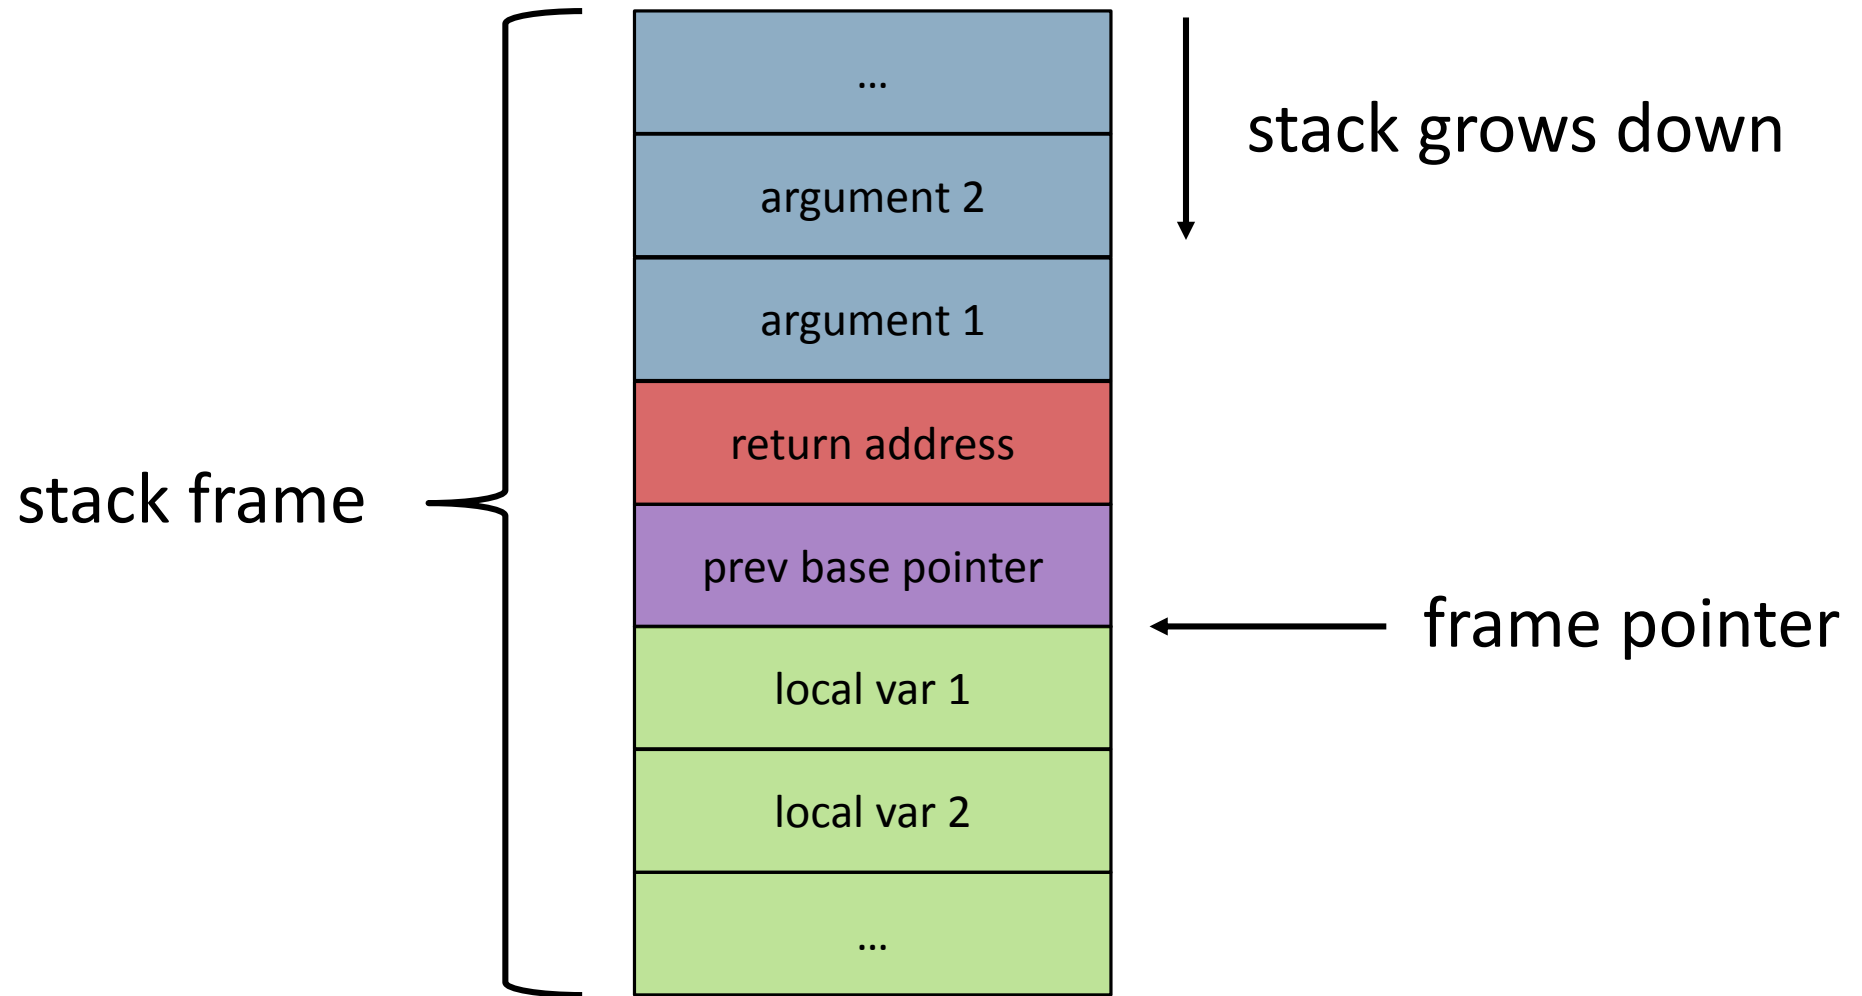 ...
stack grows down
argument 2
argument 1
return address
stack frame
prev base pointer
frame pointer
local var 1
local var 2
...